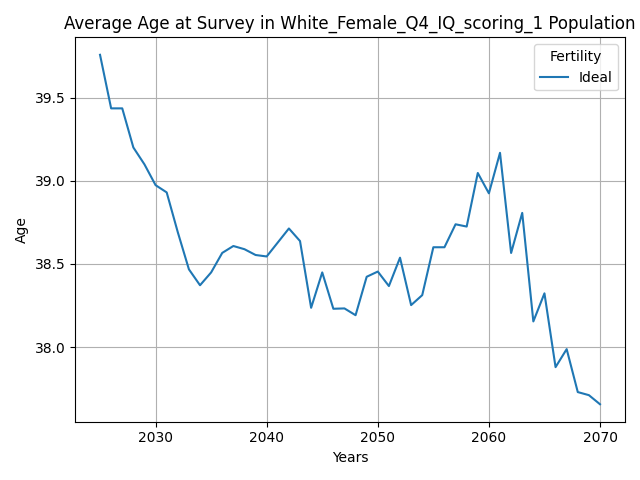 Average Age at Survey in White_Female_Q4_IQ_scoring_1 Population
Fertility
Ideal
39.5
39.0
38.5
38.0
Age
2030 2040 2050 2060 2070
Years